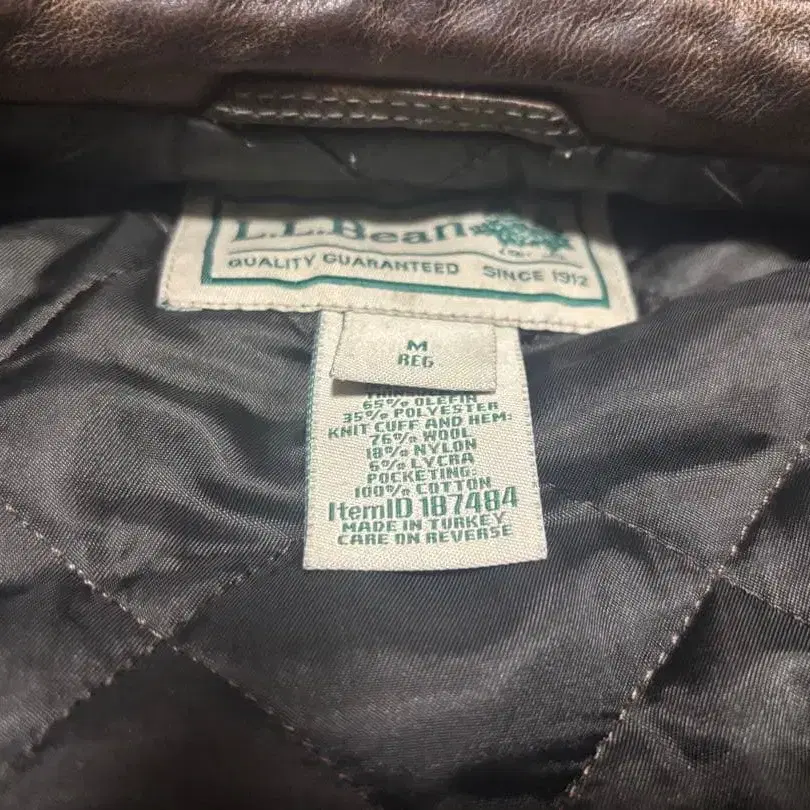 L.L.Bean
QUALITY GUARANTEED SINCE 1912
M
REG
65% OLEFIN
35% POLYESTER
KNIT CUFF AND HEM:
76% WOOL
18% NYLON
6% LYCRA
POCKETING:
100% COTTON
ItemID 187484
MADE IN TURKEY
CARE ON REVERSE